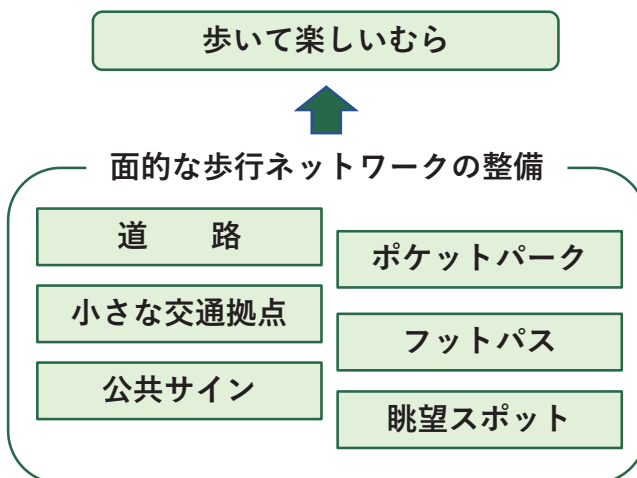 歩いて楽しいむら
面的な歩行ネットワークの整備
道　　路
小さな交通拠点
公共サイン
ポケットパーク
フットパス
眺望スポット